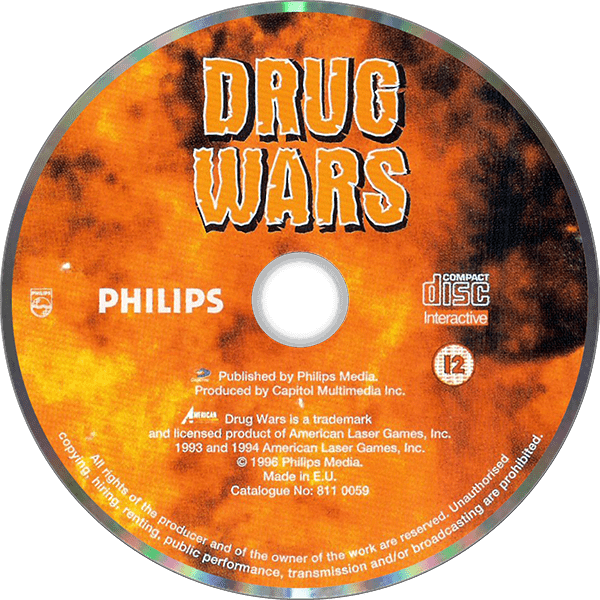 DRUG
WARS
PHILIPS
PHILIPS
COMPACT
disc
Interactive
12
Published by Philips Media.
Produced by Capitol Multimedia Inc.
AMERICAN
Drug Wars is a trademark
and licensed product of American Laser Games, Inc.
1993 and 1994 American Laser Games, Inc.
© 1996 Philips Media.
Made in E.U.
Catalogue No: 811 0059
All rights of the producer and of the owner of the work are reserved. Unauthorised
copying, hiring, renting, public performance, transmission and/or broadcasting are prohibited.